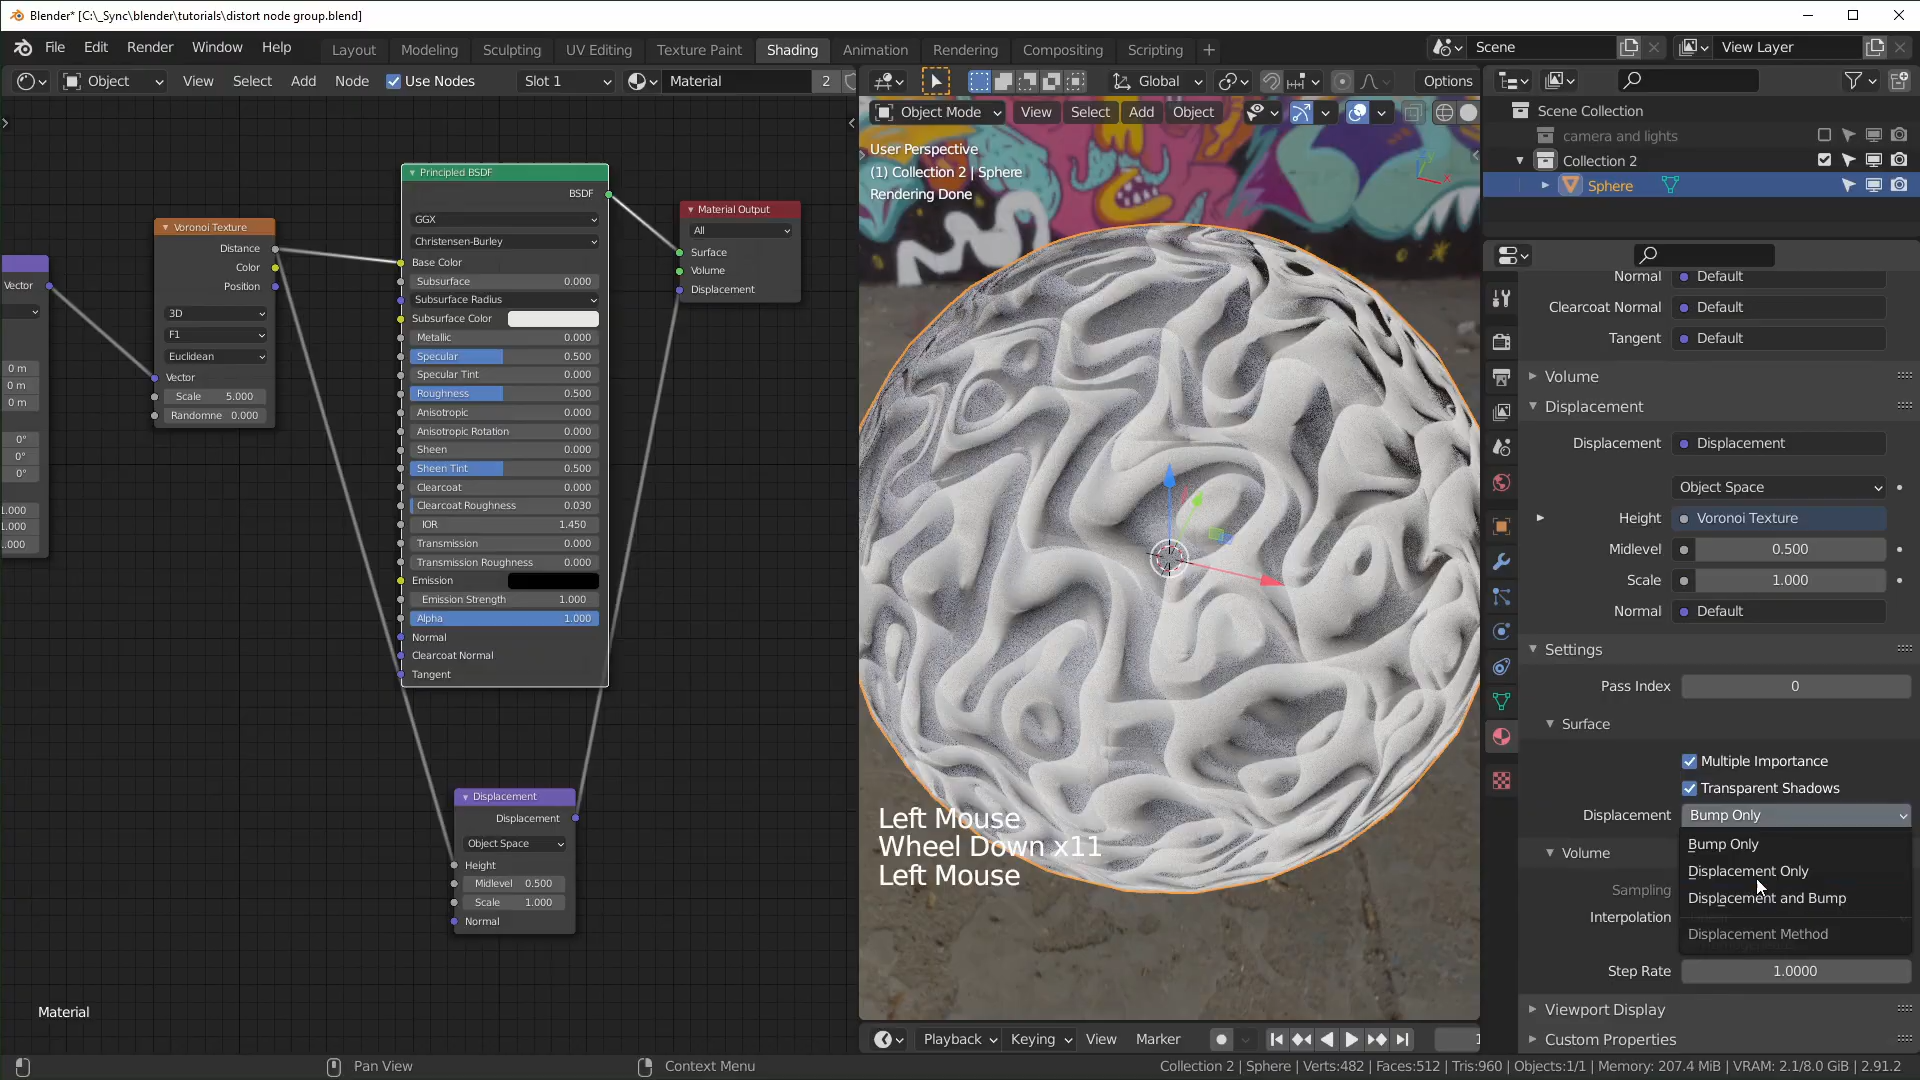 Blender* [C:\_Sync\blender\tutorials\distort node group.blend]
File Edit Render Window Help
Layout Modeling Sculpting UV Editing Texture Paint Shading Animation Rendering Compositing Scripting
Scene
View Layer
Object View Select Add Node Use Nodes Slot 1 Material 2
Global Options
Object Mode View Select Add Object
User Perspective
(1) Collection 2 | Sphere
Rendering Done
Scene Collection
camera and lights
Collection 2
Sphere
Vector
0 m
0 m
0 m
0°
0°
0°
1.000
1.000
.000
Voronoi Texture
Distance
Color
Position
3D
F1
Euclidean
Vector
Scale 5.000
Randomne 0.000
Principled BSDF
BSDF
GGX
Christensen-Burley
Base Color
Subsurface 0.000
Subsurface Radius
Subsurface Color
Metallic 0.000
Specular 0.500
Specular Tint 0.000
Roughness 0.500
Anisotropic 0.000
Anisotropic Rotation 0.000
Sheen 0.000
Sheen Tint 0.500
Clearcoat 0.000
Clearcoat Roughness 0.030
IOR 1.450
Transmission 0.000
Transmission Roughness 0.000
Emission
Emission Strength 1.000
Alpha 1.000
Normal
Clearcoat Normal
Tangent
Material Output
All
Surface
Volume
Displacement
Displacement
Displacement
Object Space
Height
Midlevel 0.500
Scale 1.000
Normal
Material
Left Mouse
Wheel Down x11
Left Mouse
Normal Default
Clearcoat Normal Default
Tangent Default
Volume
Displacement
Displacement Displacement
Object Space
Height Voronoi Texture
Midlevel 0.500
Scale 1.000
Normal Default
Settings
Pass Index 0
Surface
Multiple Importance
Transparent Shadows
Displacement Bump Only
Bump Only
Displacement Only
Displacement and Bump
Displacement Method
Volume
Sampling
Interpolation
Step Rate 1.0000
Viewport Display
Custom Properties
Playback Keying View Marker
Pan View
Context Menu
Collection 2 | Sphere | Verts:482 | Faces:512 | Tris:960 | Objects:1/1 | Memory: 207.4 MiB | VRAM: 2.1/8.0 GiB | 2.91.2